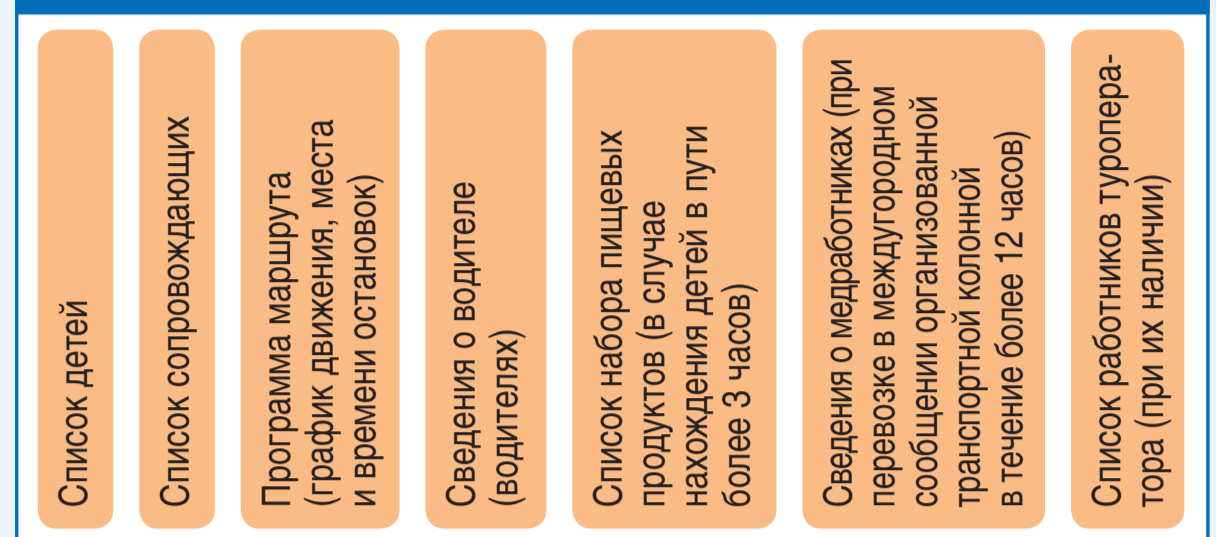 Список детей
Список сопровождающих
Программа маршрута
(график движения, места
и времени остановок)
Сведения о водителе
(водителях)
Список набора пищевых
продуктов (в случае
нахождения детей в пути
более 3 часов)
Сведения о медработниках (при
перевозке в междугородном
сообщении организованной
транспортной колонной
в течение более 12 часов)
Список работников туропера-
тора (при их наличии)